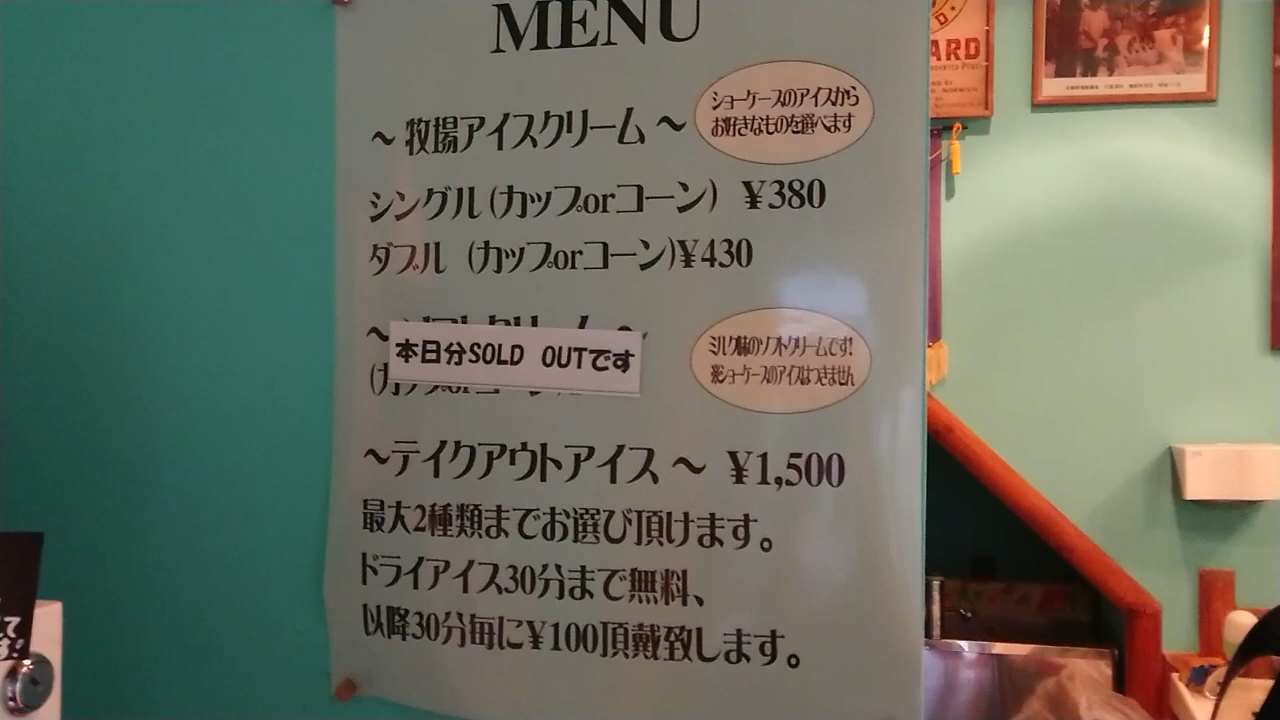 MENU
～ 牧場アイスクリーム ～
ショーケースのアイスから
お好きなものを選べます
シングル (カップorコーン) ¥380
ダブル (カップorコーン)¥430
本日分SOLD OUTです
ミルク味のソフトクリームです!
※ショーケースのアイスはつきません
～テイクアウトアイス ～ ¥1,500
最大2種類までお選び頂けます。
ドライアイス30分まで無料、
以降30分毎に¥100頂戴致します。
ARD